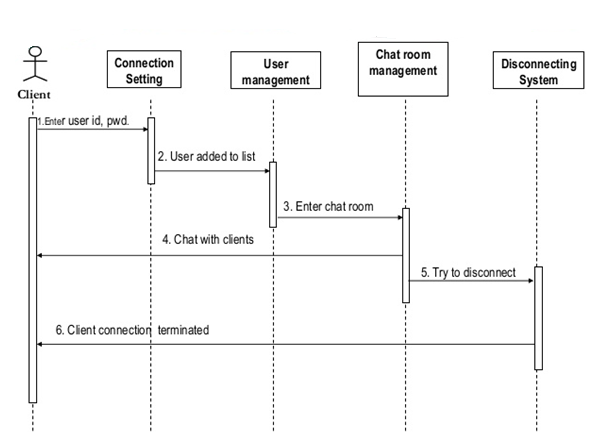 Client
Connection
Setting
User
management
Chat room
management
Disconnecting
System
1.Enter user id, pwd.
2. User added to list
3. Enter chat room
4. Chat with clients
5. Try to disconnect
6. Client connection terminated